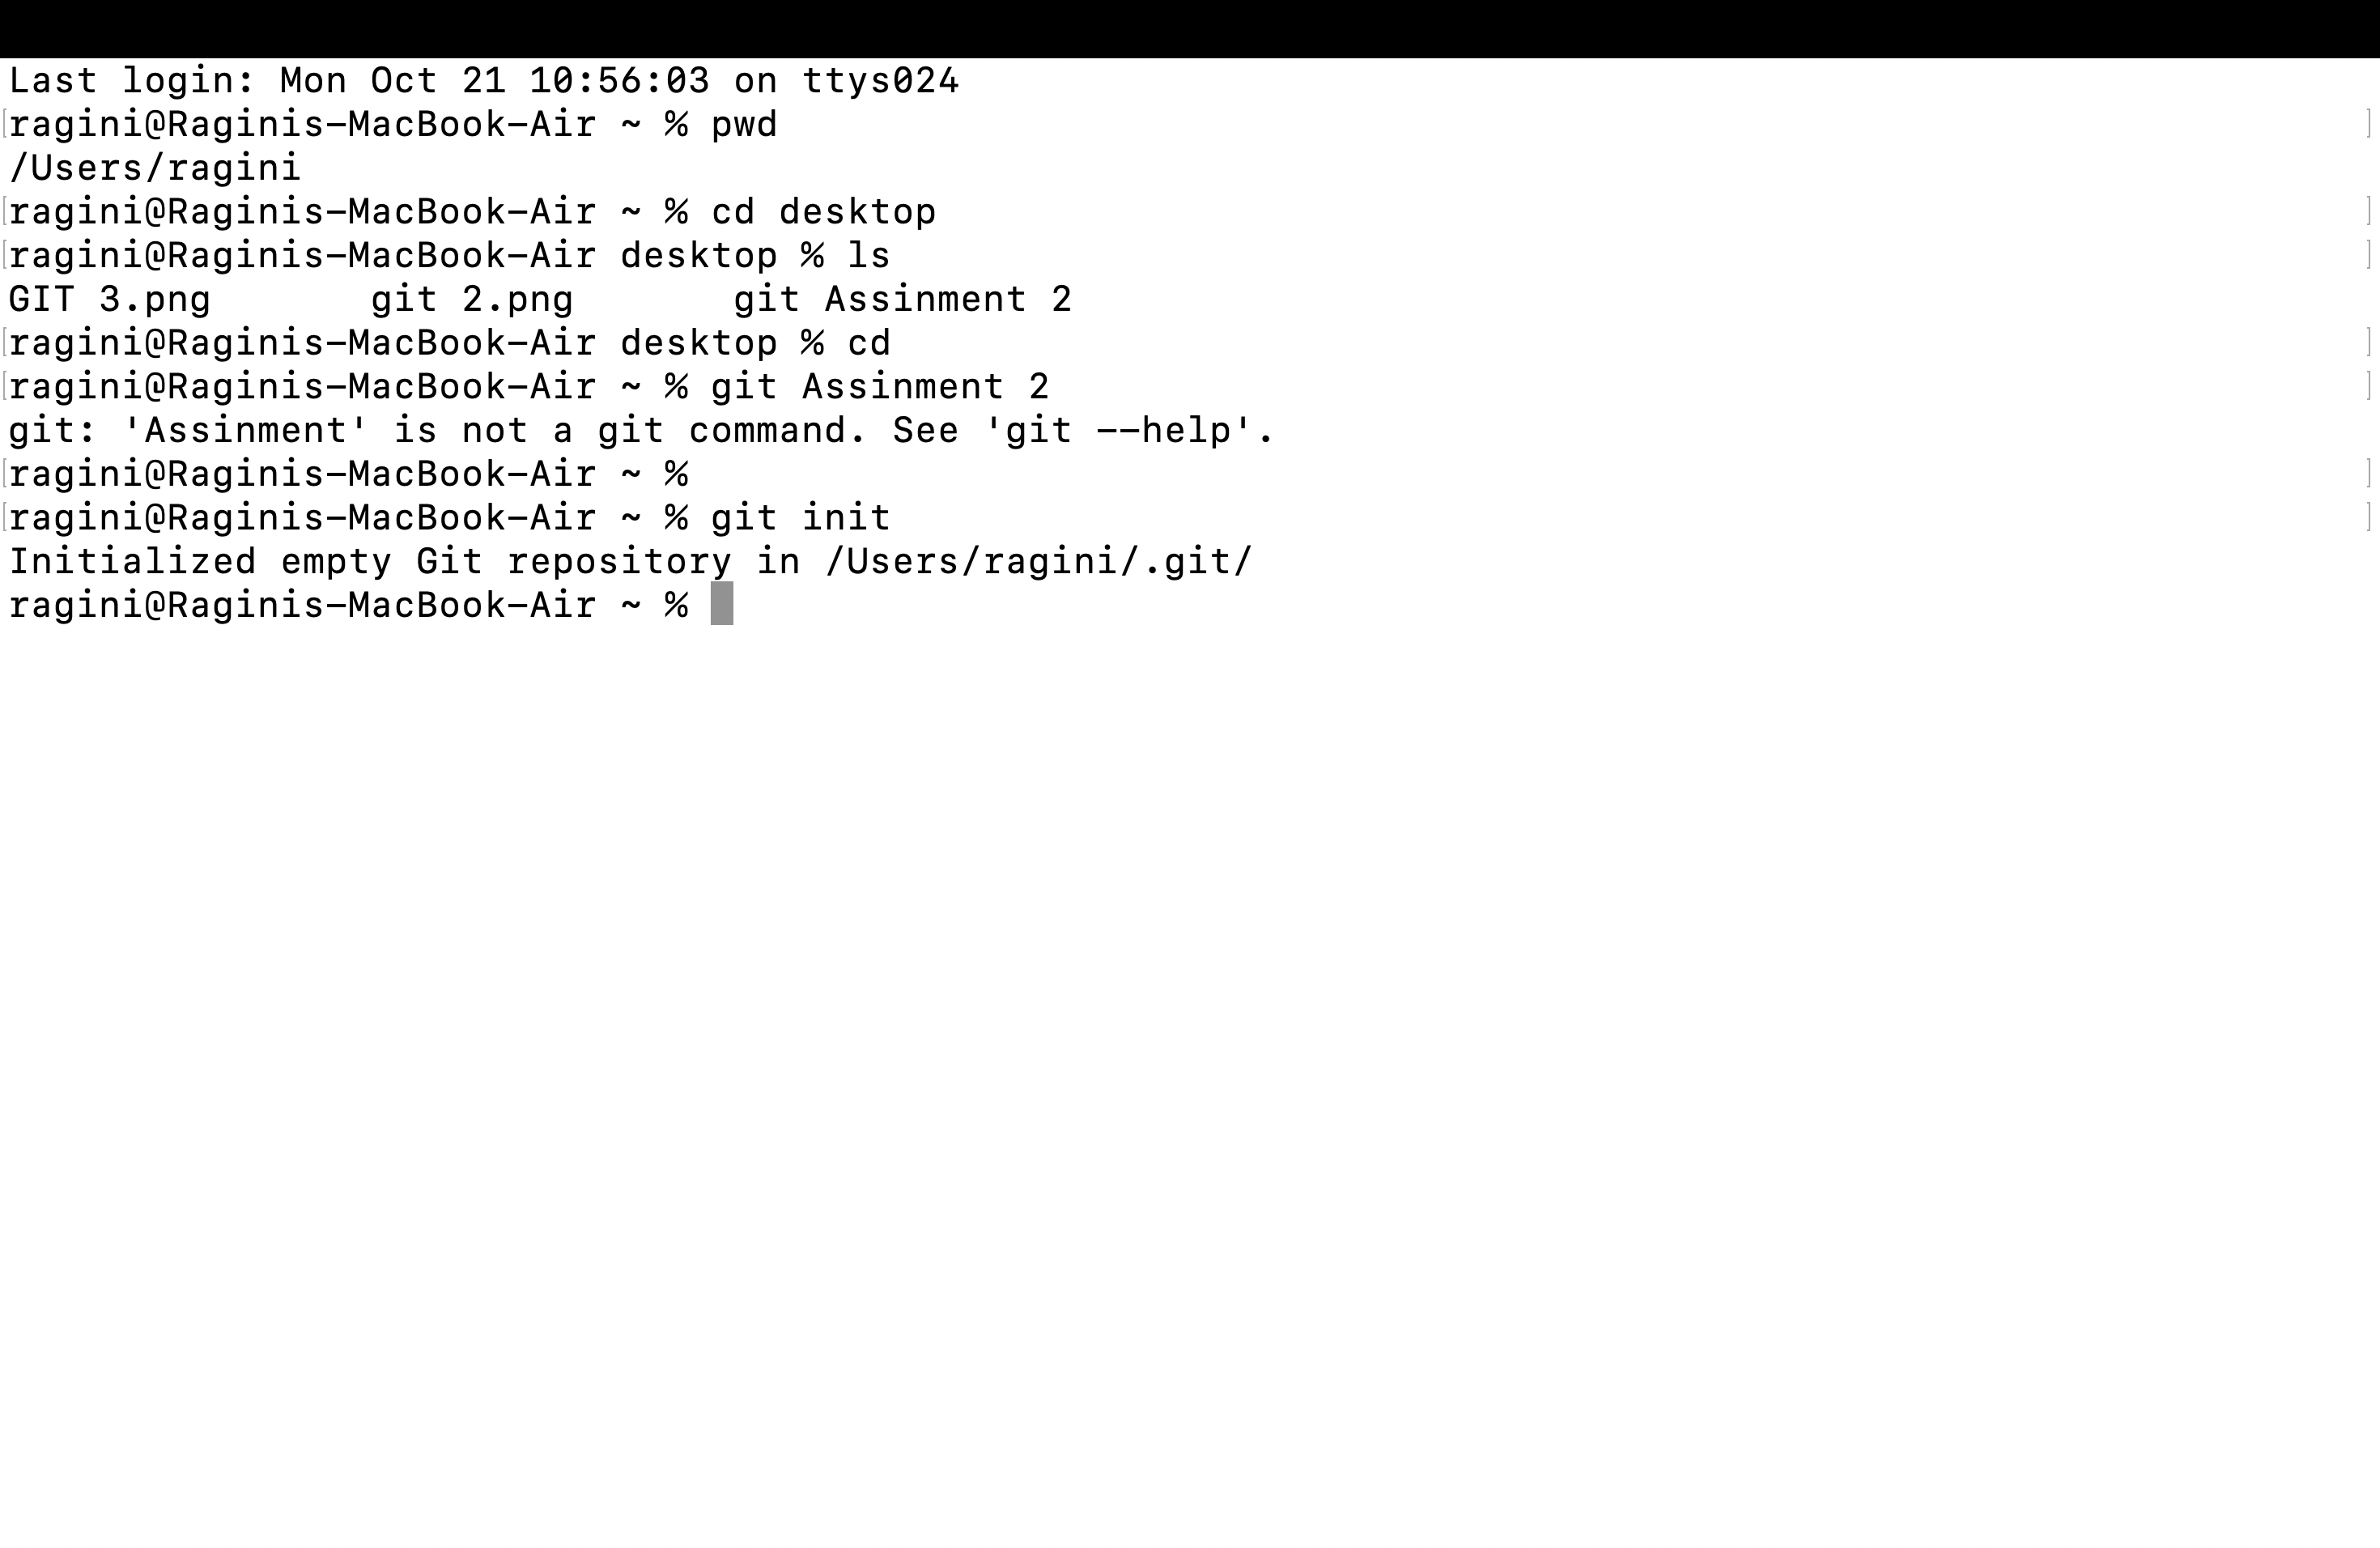 Last login: Mon Oct 21 10:56:03 on ttys024
[ragini@Raginis-MacBook-Air ~ % pwd ]
/Users/ragini
[ragini@Raginis-MacBook-Air ~ % cd desktop ]
[ragini@Raginis-MacBook-Air desktop % ls ]
GIT 3.png       git 2.png       git Assinment 2
[ragini@Raginis-MacBook-Air desktop % cd ]
[ragini@Raginis-MacBook-Air ~ % git Assinment 2 ]
git: 'Assinment' is not a git command. See 'git --help'.
[ragini@Raginis-MacBook-Air ~ % ]
[ragini@Raginis-MacBook-Air ~ % git init ]
Initialized empty Git repository in /Users/ragini/.git/
ragini@Raginis-MacBook-Air ~ %